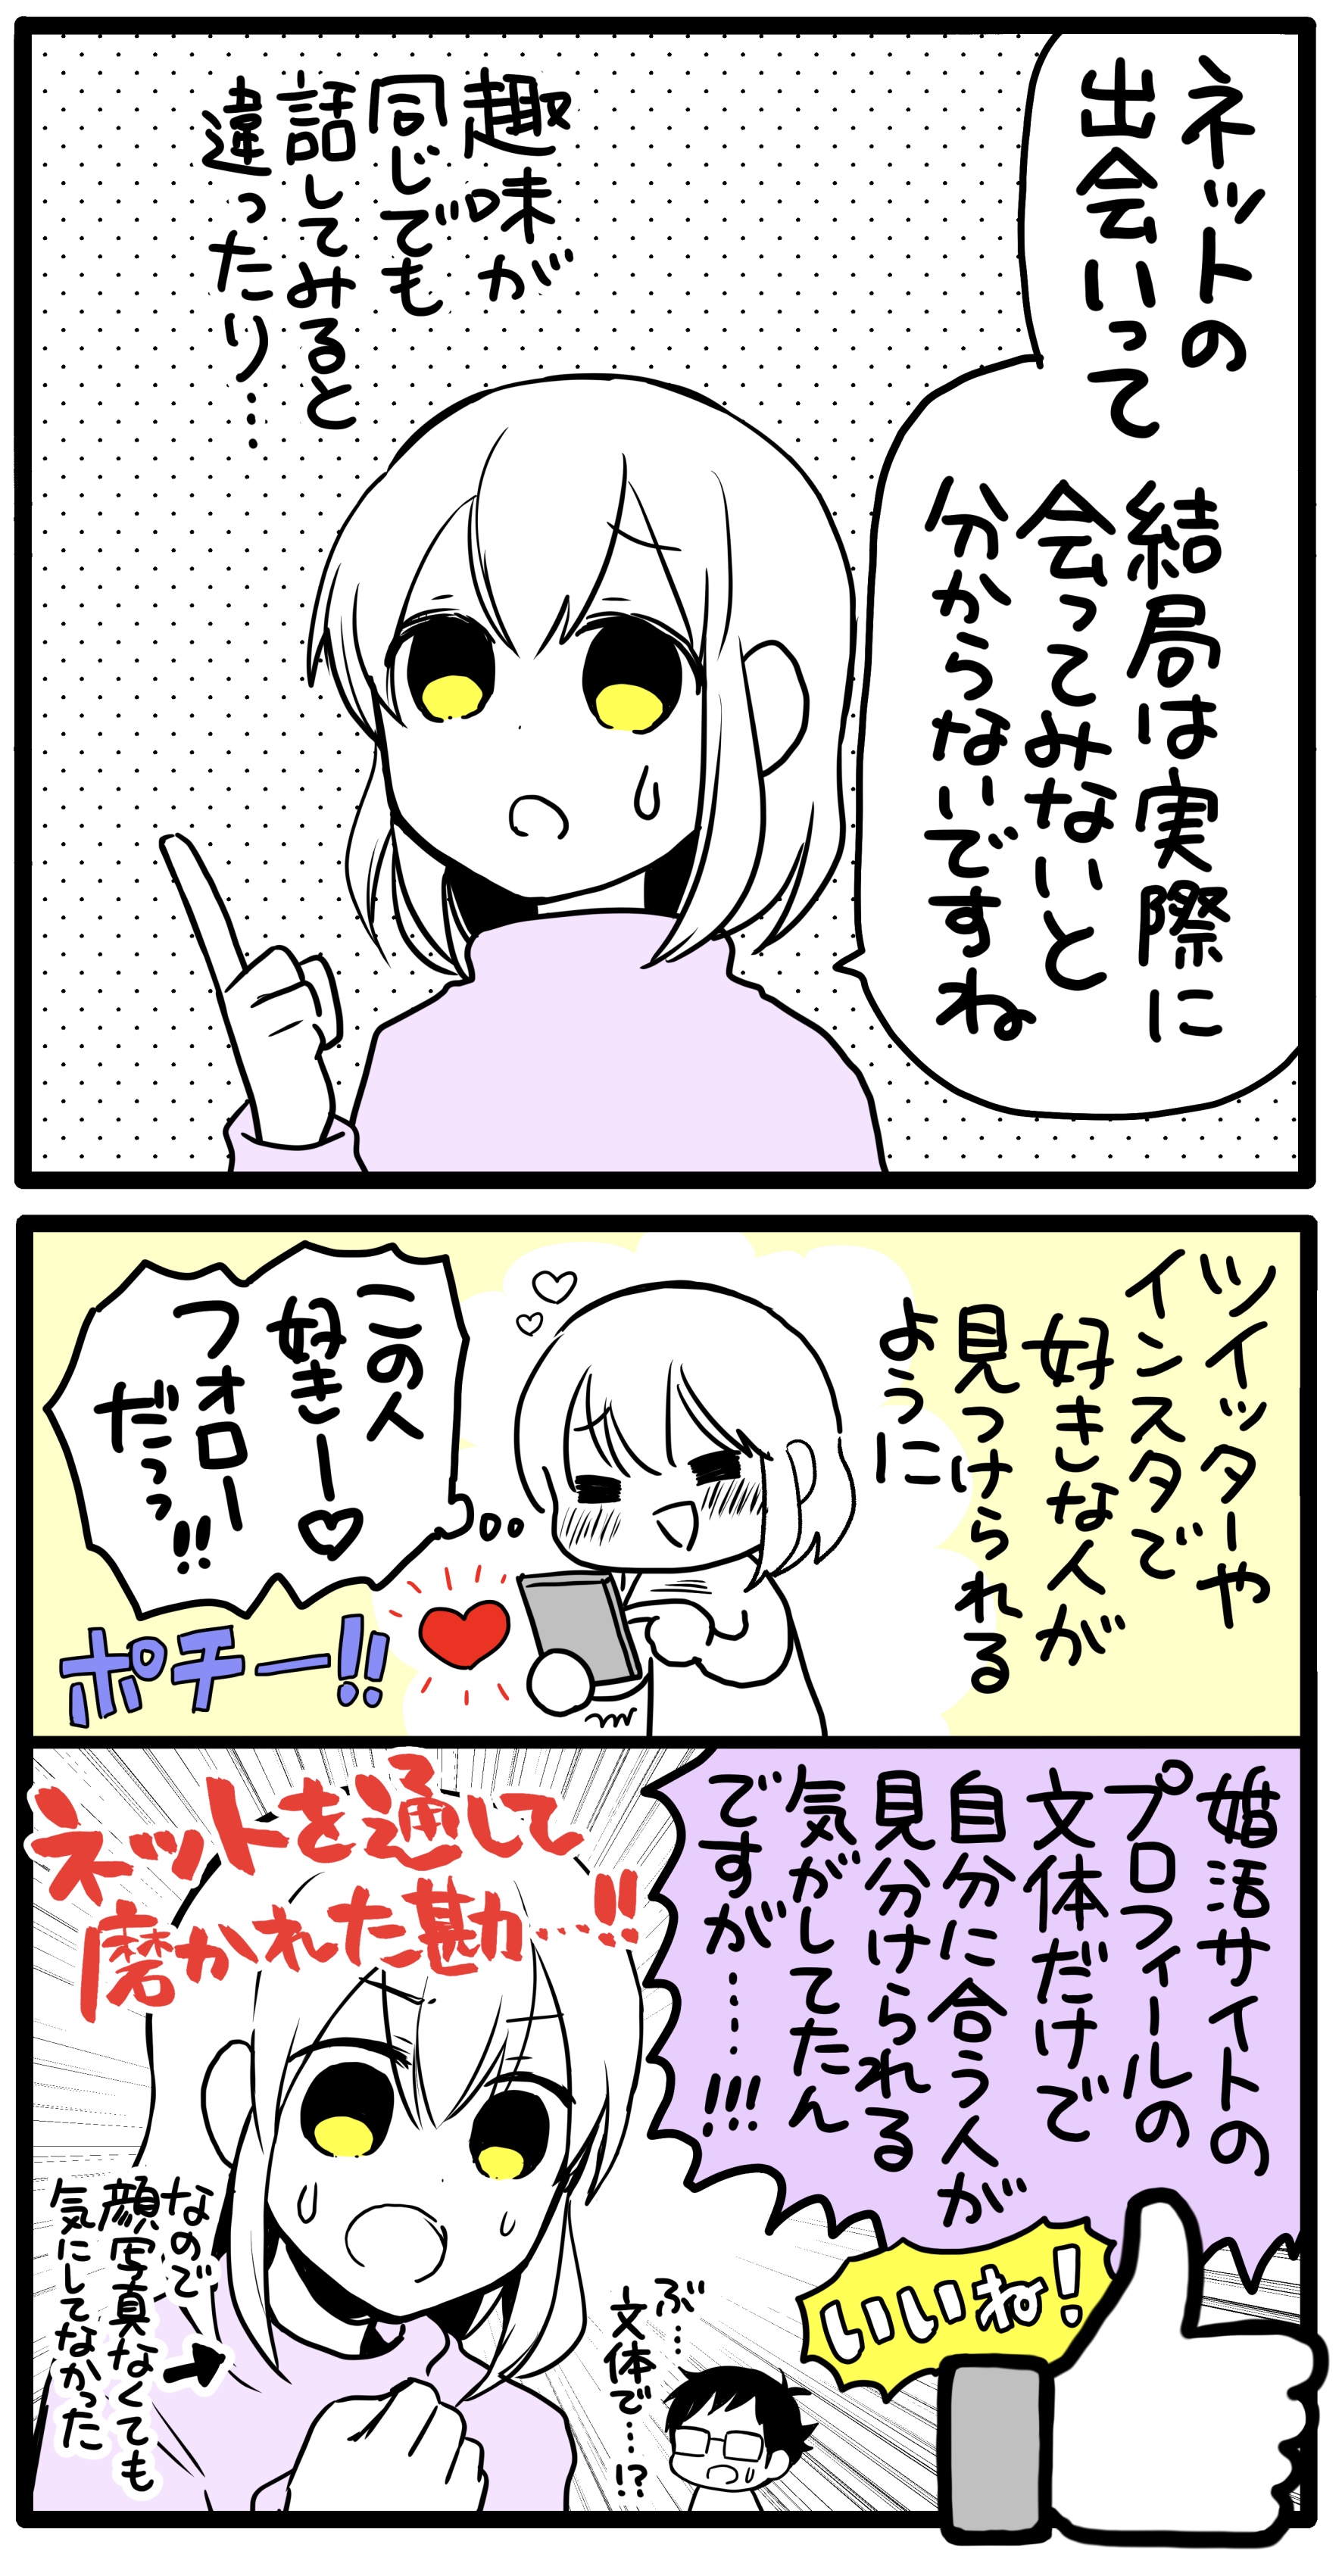 ネットの
出会いって
結局は実際に
会ってみないと
分からないですね
趣味が
同じでも
話してみると
違ったり…
ツイッターや
インスタで
好きな人が
見つけられる
ように
この人
好きー♡
フォロー
だっっ!!
ポチー!!
婚活サイトの
プロフィールの
文体だけで
自分に合う人が
見分けられる
気がしてたん
ですが……!!!
ネットを通して
磨かれた勘…!!
いいね!
ぶ…
文体で…!?
なので
顔写真なくても
気にしてなかった